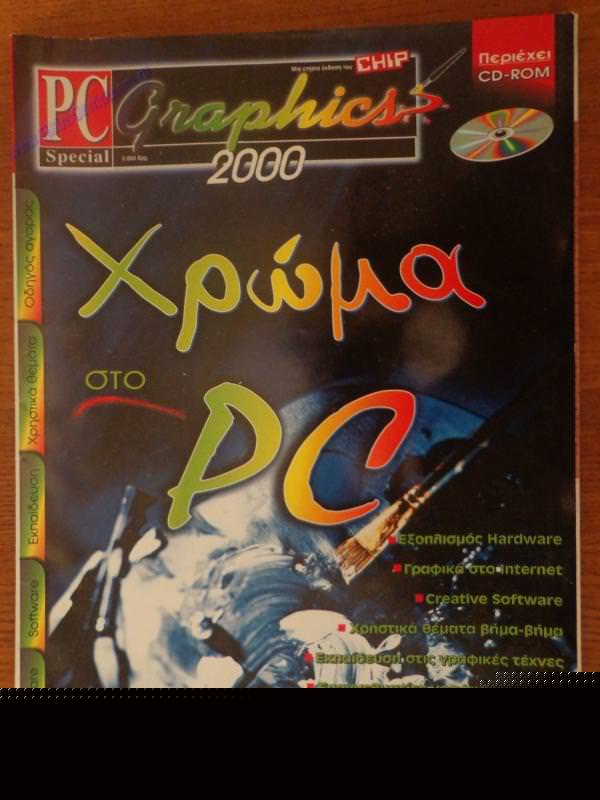 Μια ετήσια έκδοση του CHIP
Περιέχει
CD-ROM
PC
Special
Graphics
2000
Χρώμα
στο
PC
Οδηγός αγοράς
Χρηστικά θέματα
Εκπαίδευση
Software
Εξοπλισμός Hardware
Γραφικά στο Internet
Creative Software
Χρηστικά θέματα βήμα-βήμα
Εκπαίδευση στις γραφικές τέχνες